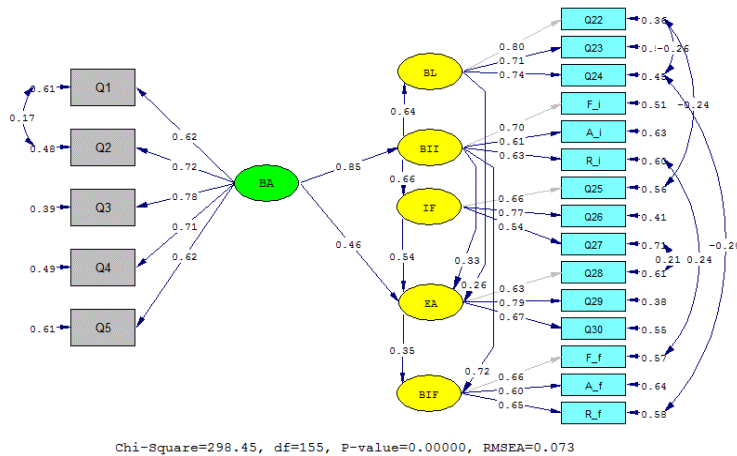 Q22
0.36
Q23
-0.26
Q24
0.45
Q1
0.61
0.17
Q2
0.48
Q3
0.39
Q4
0.49
Q5
0.61
0.62
0.72
0.78
0.71
0.62
BA
0.85
0.46
BL
0.80
0.71
0.74
0.64
BII
0.70
0.61
0.63
0.66
IF
0.66
0.77
0.54
0.54
0.33
0.26
EA
0.63
0.79
0.67
0.35
0.72
BIF
0.66
0.60
0.65
F_i
0.51
-0.24
A_i
0.63
R_i
0.60
Q25
0.56
Q26
0.41
Q27
0.71
0.21
0.24
Q28
0.61
Q29
0.38
Q30
0.55
F_f
0.57
A_f
0.64
R_f
0.58
Chi-Square=298.45, df=155, P-value=0.00000, RMSEA=0.073